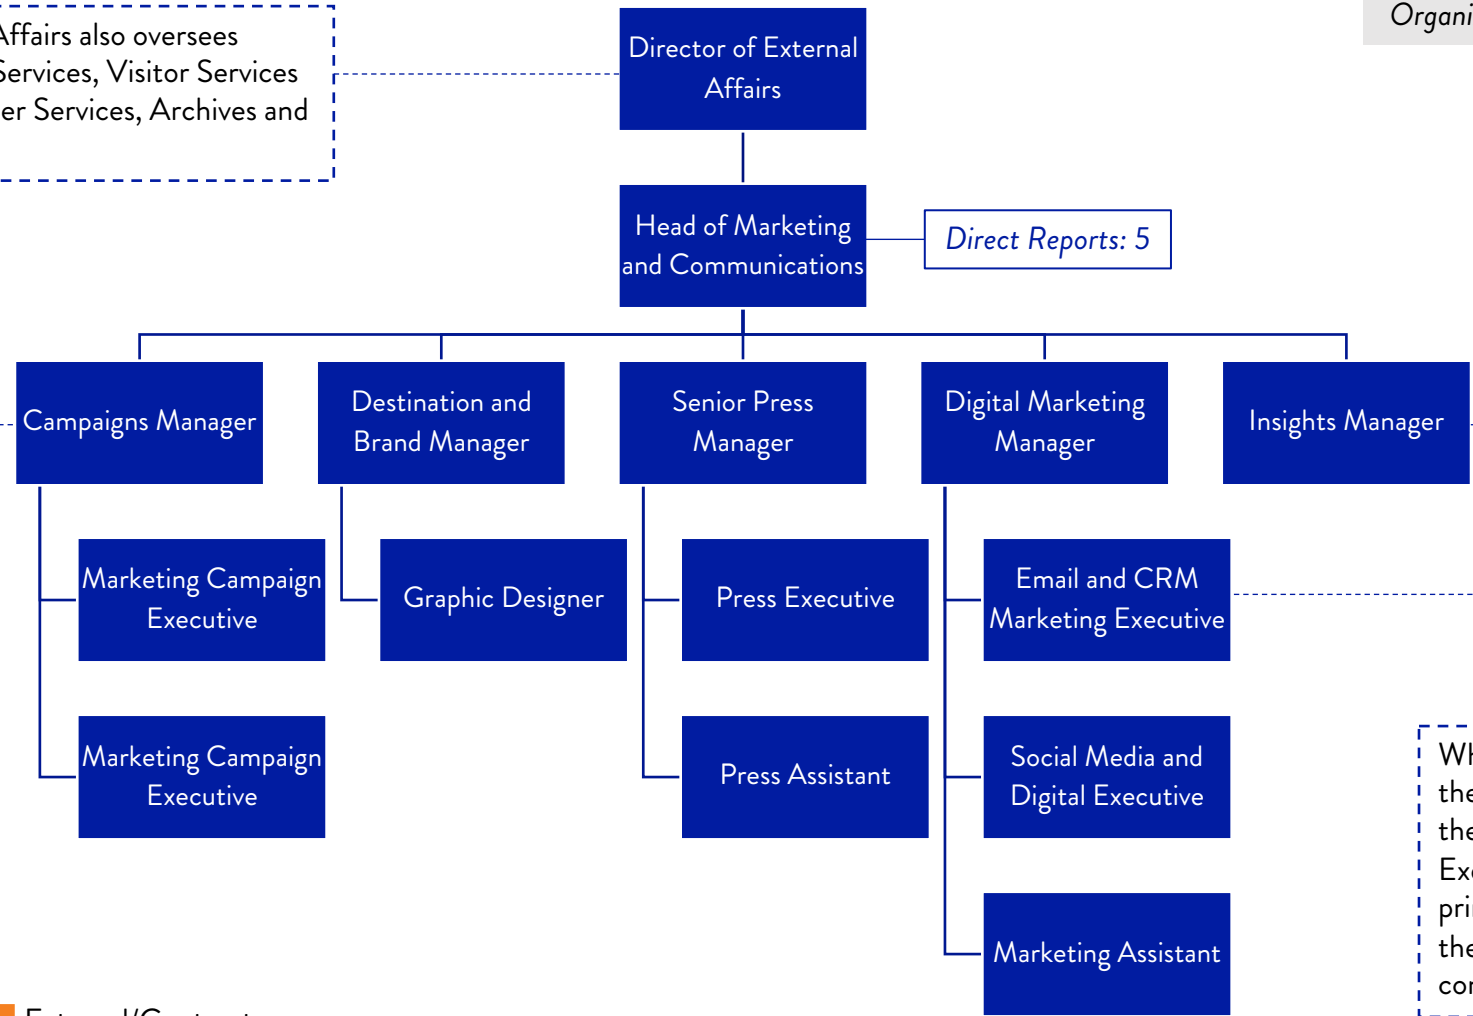 Affairs also oversees
Services, Visitor Services
er Services, Archives and
Director of External
Affairs
Head of Marketing
and Communications
Direct Reports: 5
Campaigns Manager
Destination and
Brand Manager
Senior Press
Manager
Digital Marketing
Manager
Insights Manager
Marketing Campaign
Executive
Graphic Designer
Press Executive
Email and CRM
Marketing Executive
Marketing Campaign
Executive
Press Assistant
Social Media and
Digital Executive
Marketing Assistant
the
the